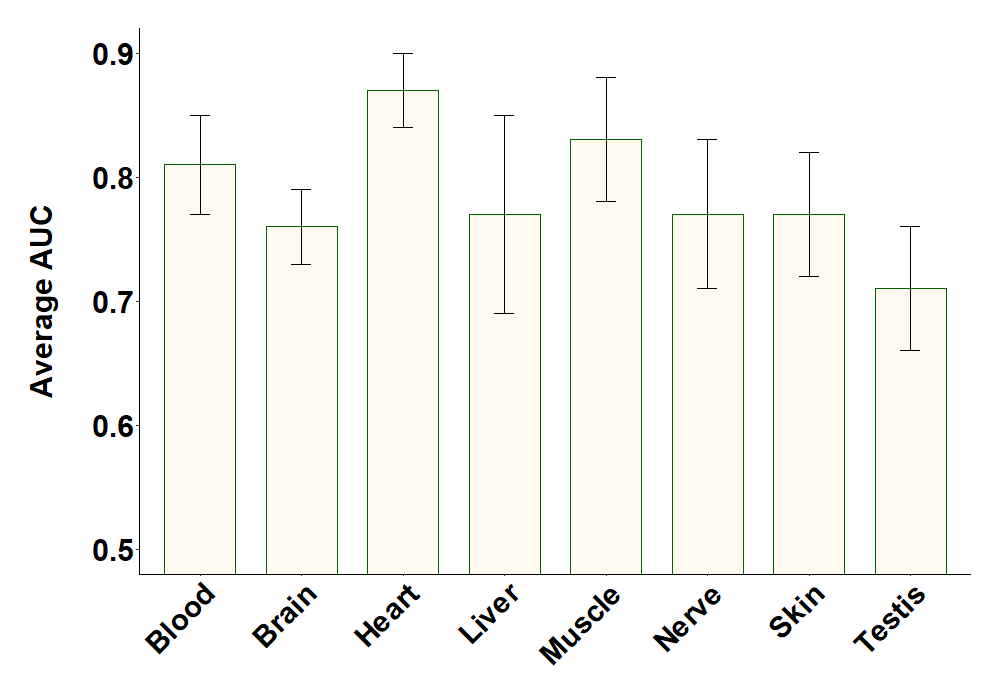 Average AUC
0.9
0.8
0.7
0.6
0.5
Blood
Brain
Heart
Liver
Muscle
Nerve
Skin
Testis